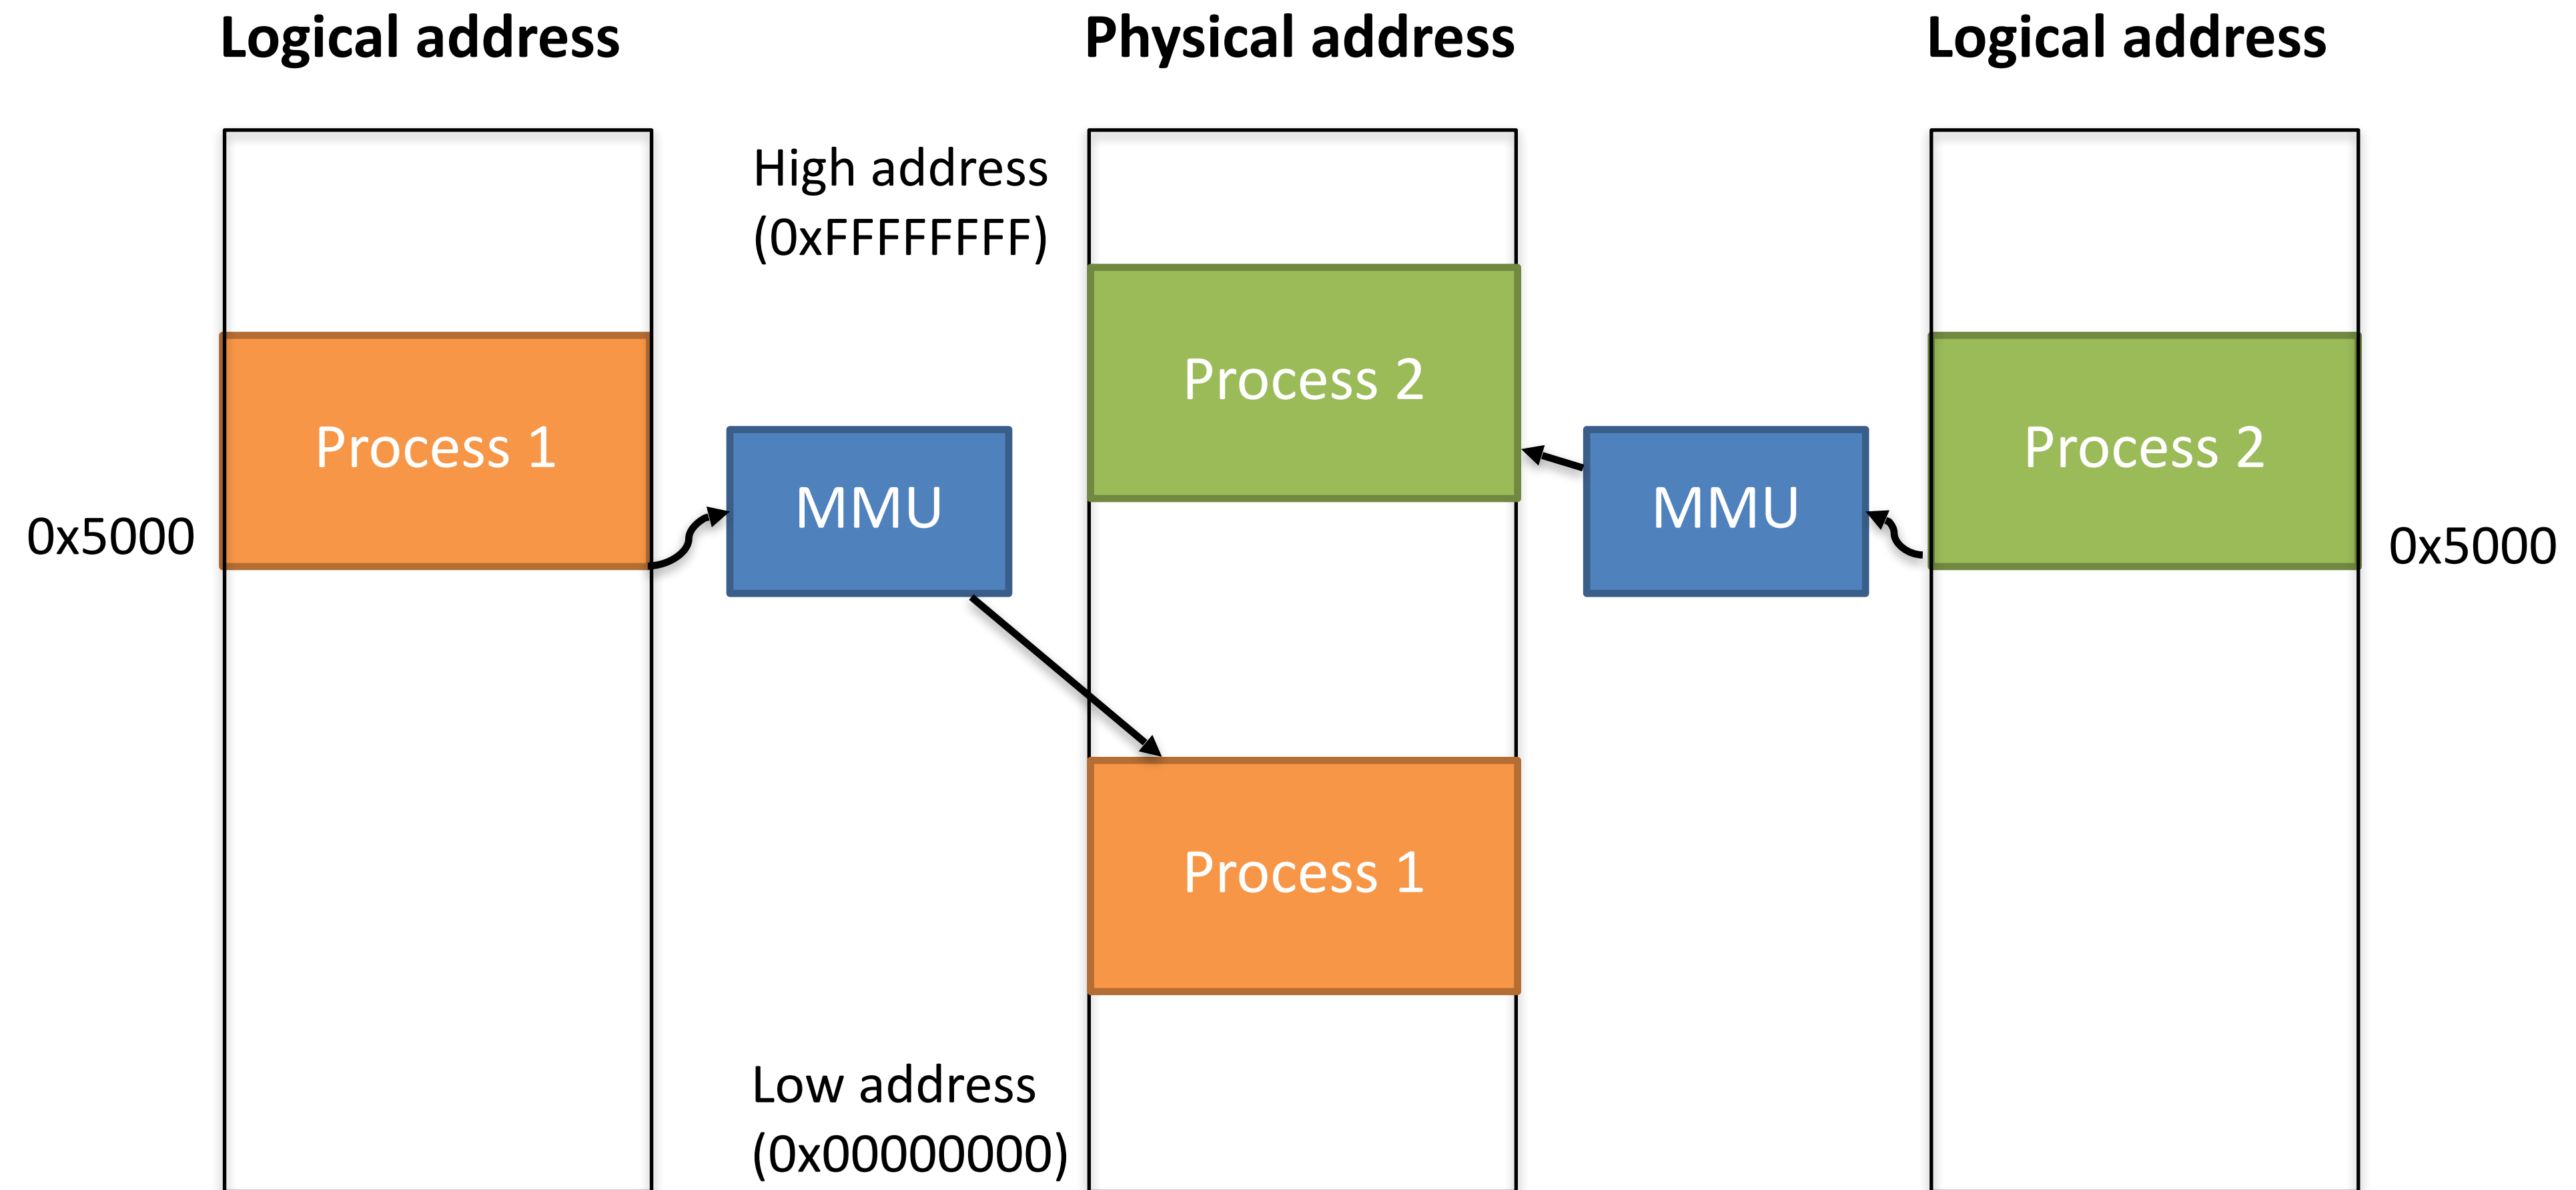 Logical address
Physical address
Logical address
High address
(0xFFFFFFFF)
Process 2
Process 1
Process 2
MMU
MMU
0x5000
0x5000
Process 1
Low address
(0x00000000)